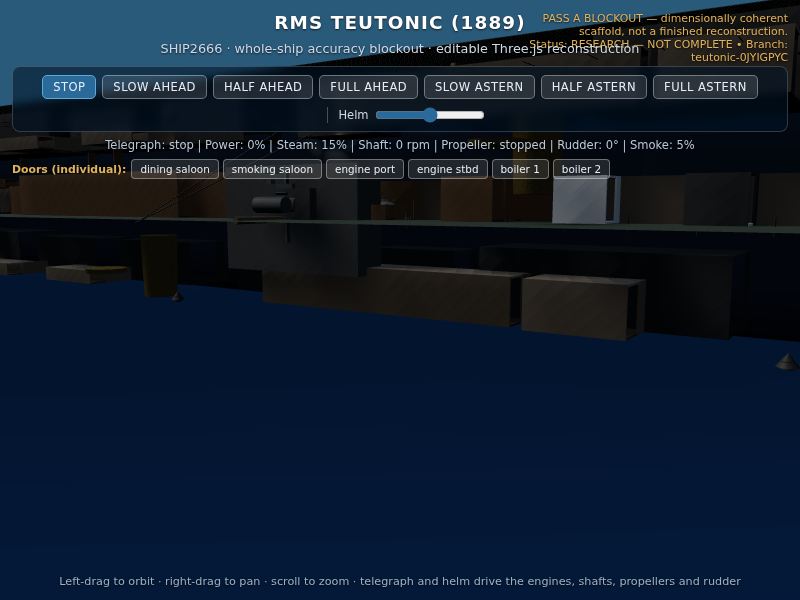 RMS TEUTONIC (1889)
PASS A BLOCKOUT — dimensionally coherent
scaffold, not a finished reconstruction.
Status: RESEARCH — NOT COMPLETE • Branch:
teutonic-0JYIGPYC
SHIP2666 · whole-ship accuracy blockout · editable Three.js reconstruction
STOP SLOW AHEAD HALF AHEAD FULL AHEAD SLOW ASTERN HALF ASTERN FULL ASTERN
Helm
Telegraph: stop | Power: 0% | Steam: 15% | Shaft: 0 rpm | Propeller: stopped | Rudder: 0° | Smoke: 5%
Doors (individual): dining saloon smoking saloon engine port engine stbd boiler 1 boiler 2
Left-drag to orbit · right-drag to pan · scroll to zoom · telegraph and helm drive the engines, shafts, propellers and rudder